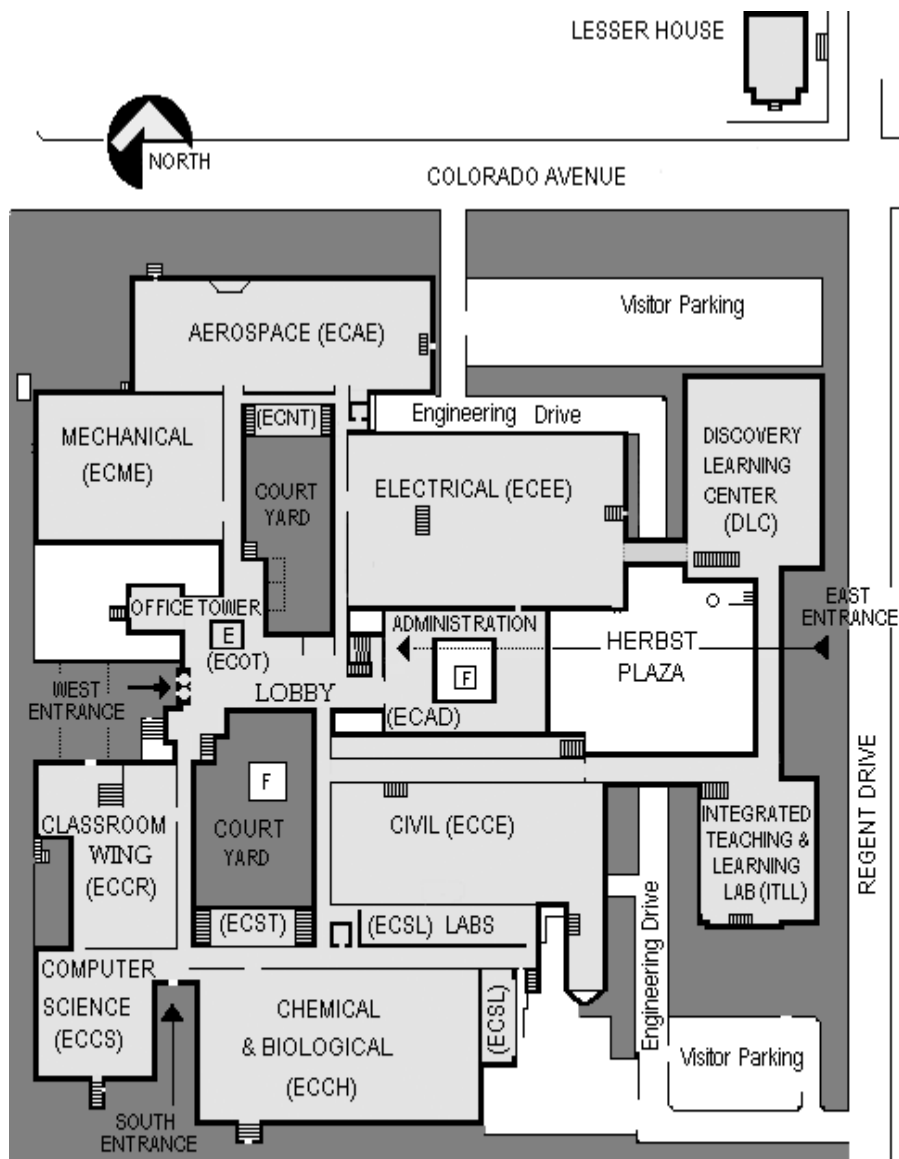 LESSER HOUSE
NORTH
COLORADO AVENUE
Visitor Parking
AEROSPACE (ECAE)
(ECNT)
Engineering Drive
MECHANICAL
(ECME)
COURT
YARD
ELECTRICAL (ECEE)
DISCOVERY
LEARNING
CENTER
(DLC)
OFFICE TOWER
E
(ECOT)
ADMINISTRATION
F
(ECAD)
HERBST
PLAZA
EAST
ENTRANCE
WEST
ENTRANCE
LOBBY
F
COURT
YARD
CLASSROOM
WING
(ECCR)
CIVIL (ECCE)
INTEGRATED
TEACHING &
LEARNING
LAB (ITLL)
REGENT DRIVE
(ECST)
(ECSL) LABS
Engineering Drive
COMPUTER
SCIENCE
(ECCS)
CHEMICAL
& BIOLOGICAL
(ECCH)
(ECSL)
Visitor Parking
SOUTH
ENTRANCE